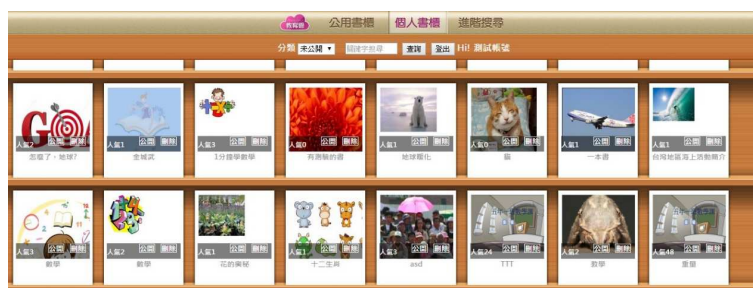 教育雲 公用書櫃 個人書櫃 進階搜尋
分類 未公開 關鍵字搜尋 查詢 登出 Hi! 測試帳號
GO
人氣2 公開 刪除
怎麼了,地球?
人氣1 公開 刪除
金城武
人氣3 公開 刪除
1分鐘學數學
人氣0 公開 刪除
有測驗的書
人氣1 公開 刪除
地球暖化
人氣0 公開 刪除
貓
人氣1 公開 刪除
一本書
人氣1 公開 刪除
台灣地區海上活動簡介
人氣3 公開 刪除
數學
人氣2 公開 刪除
數學
人氣1 公開 刪除
花的奧秘
人氣1 公開 刪除
十二生肖
人氣3 公開 刪除
asd
人氣24 公開 刪除
TTT
人氣2 公開 刪除
數學
人氣48 公開 刪除
重量